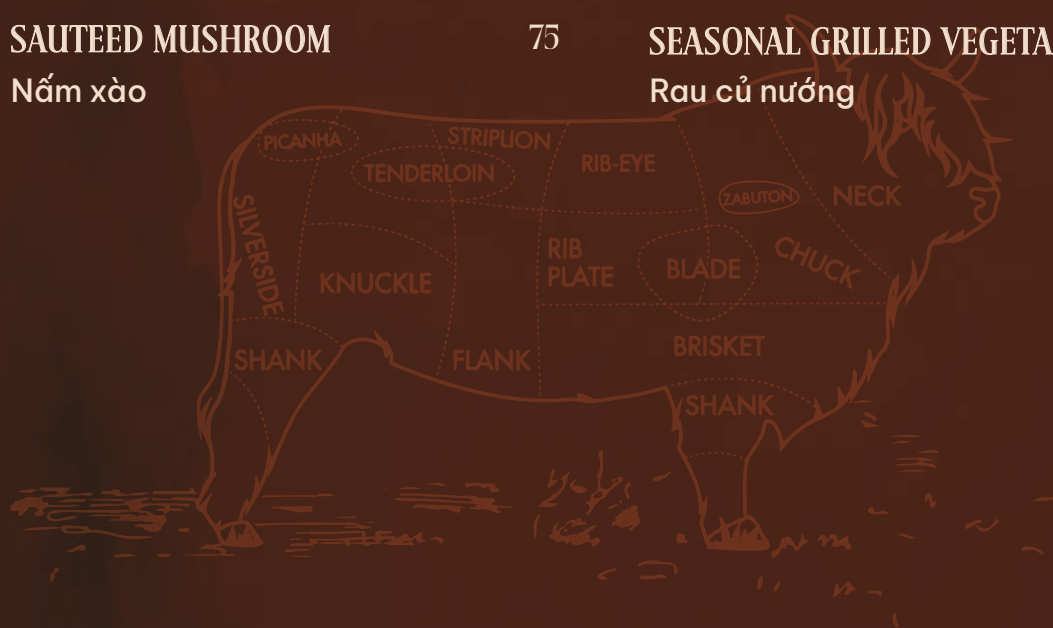 SAUTEED MUSHROOM 75
Nấm xào
SEASONAL GRILLED VEGETA
Rau củ nướng
PICANHA
STRIPLION
TENDERLOIN
RIB-EYE
ZABUTON
NECK
SILVERSIDE
KNUCKLE
RIB
PLATE
BLADE
CHUCK
SHANK
FLANK
BRISKET
SHANK